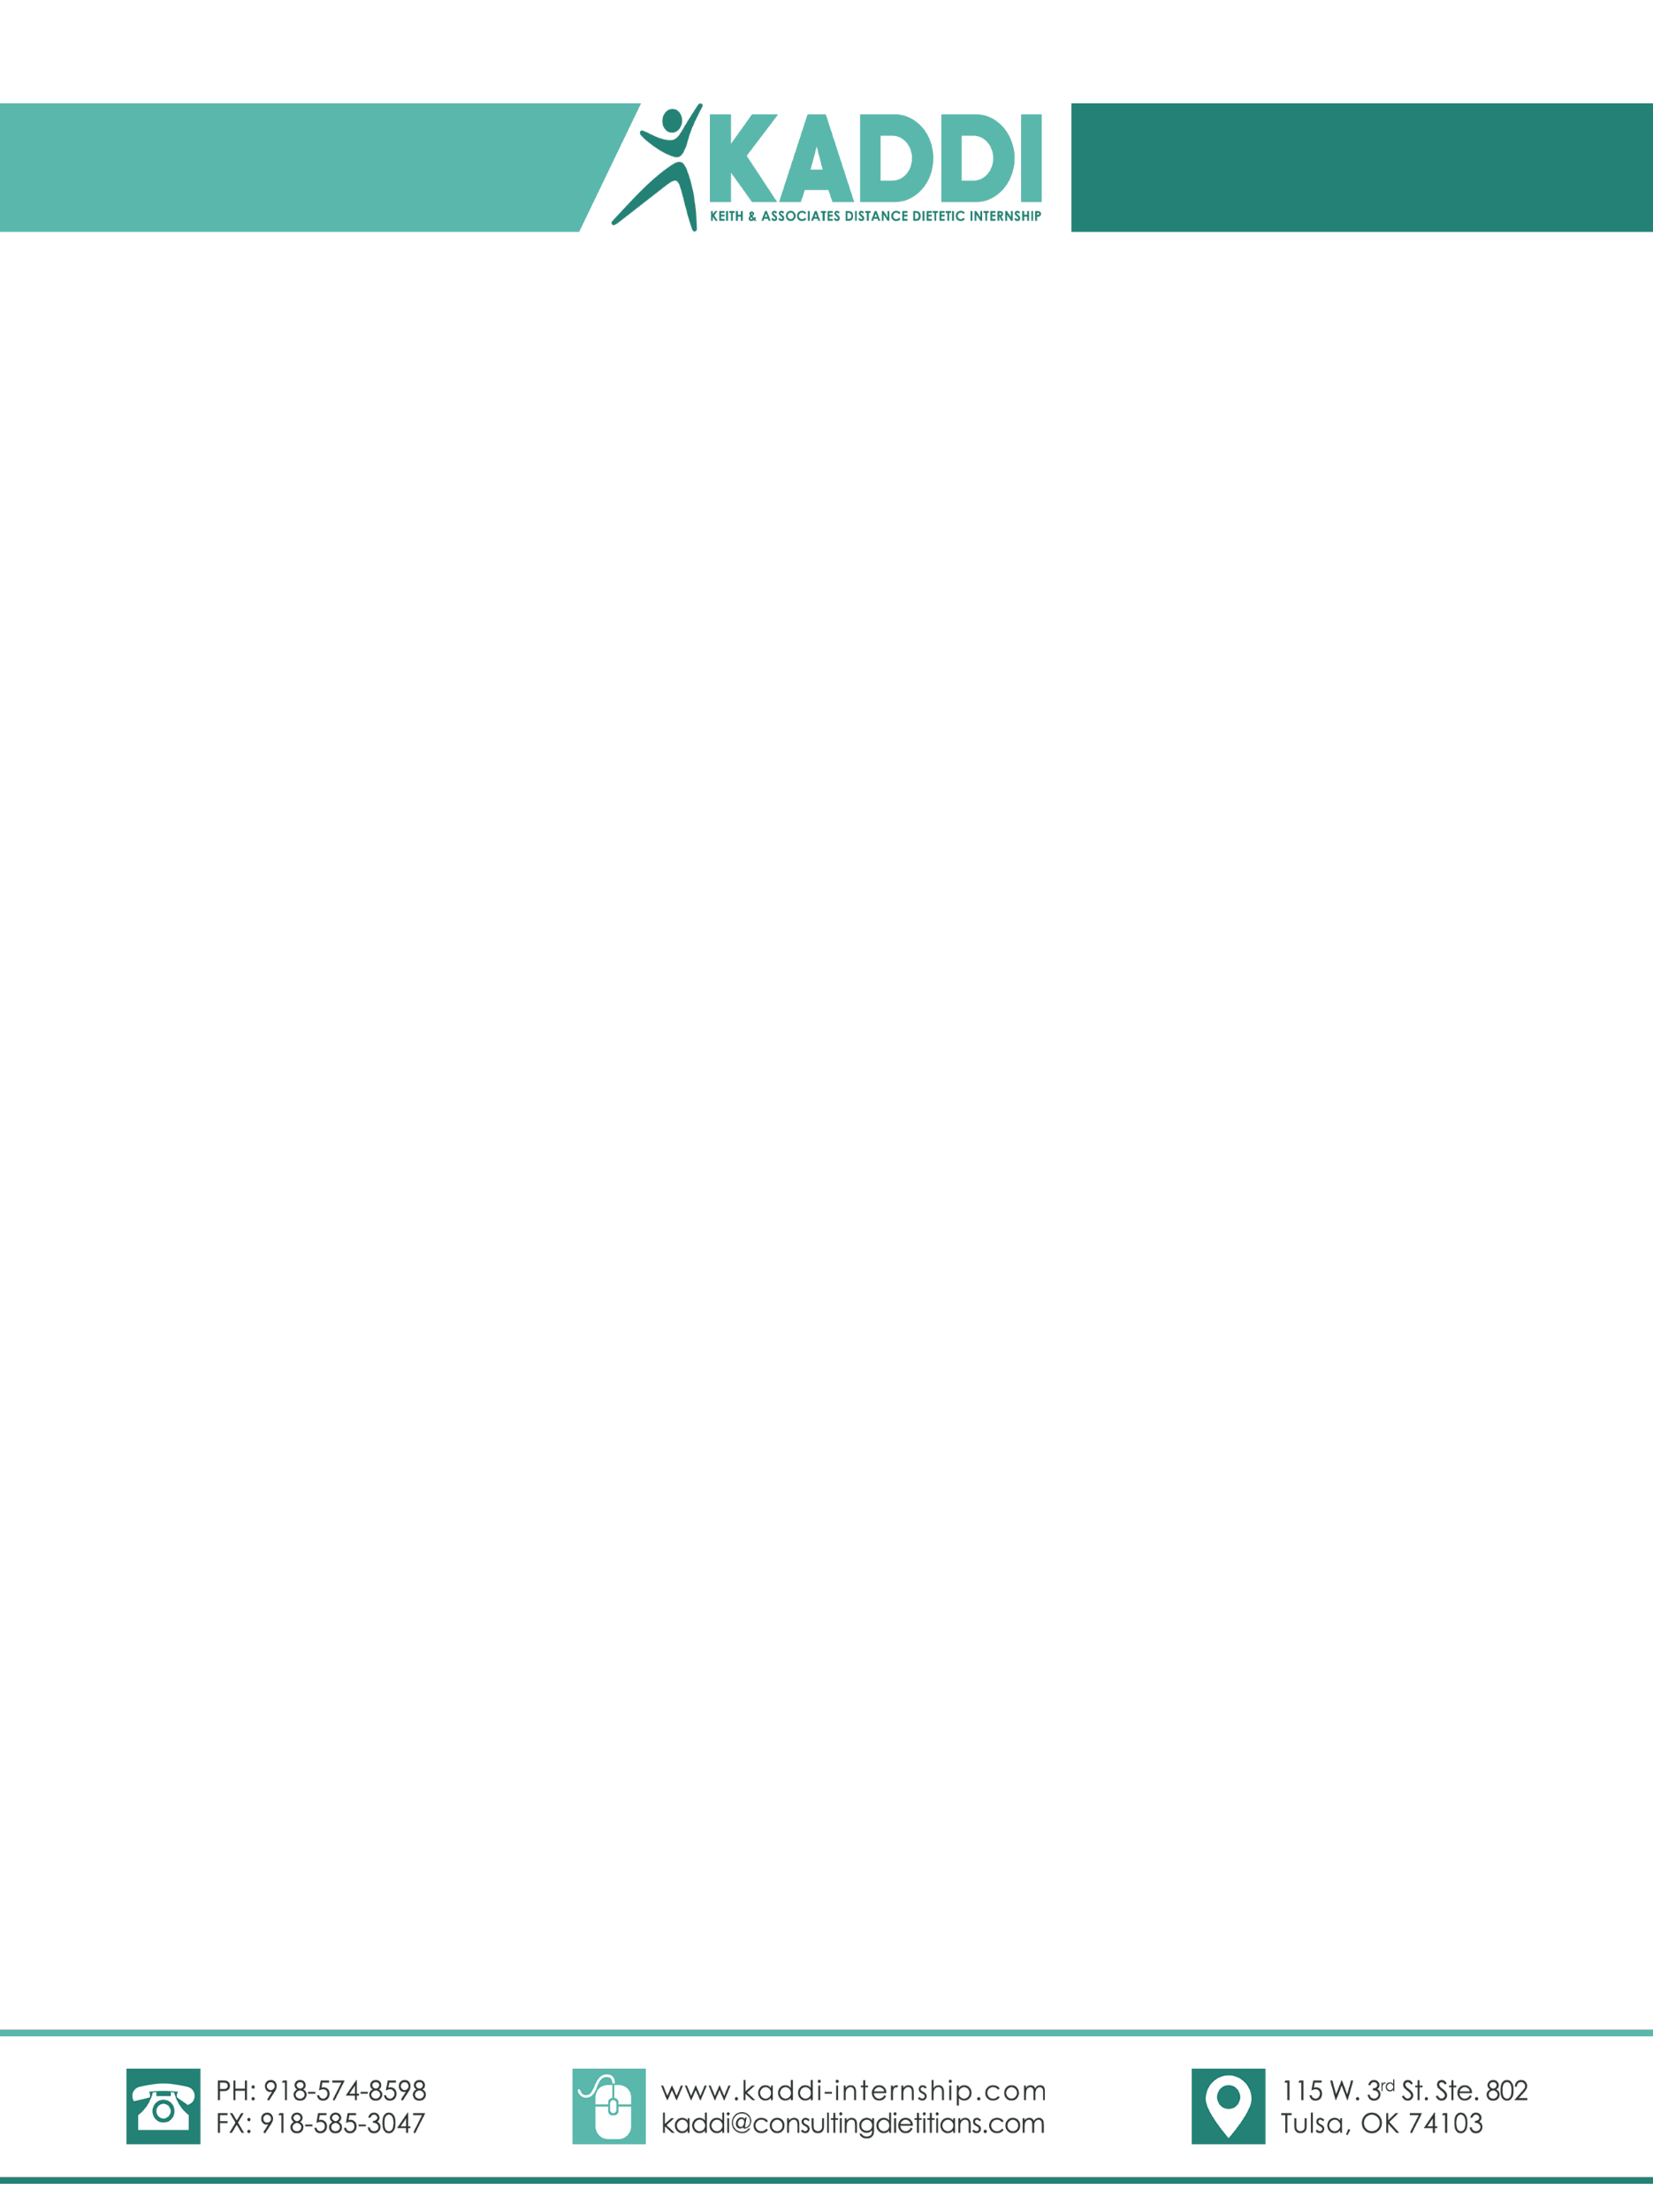 KADDI
KEITH & ASSOCIATES DISTANCE DIETETIC INTERNSHIP
PH: 918-574-8598
FX: 918-585-3047
www.kaddi-internship.com
kaddi@consultingdietitians.com
115 W. 3rd St. Ste. 802
Tulsa, OK 74103